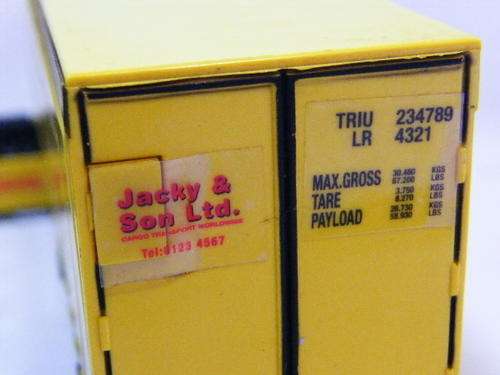 Jacky &
Son Ltd.
CARGO TRANSPORT WORLDWIDE
Tel: 8123 4567
TRIU 234789
LR 4321
MAX.GROSS 30.480 KGS
67.200 LBS
TARE 3.750 KGS
8.270 LBS
PAYLOAD 26.730 KGS
58.930 LBS